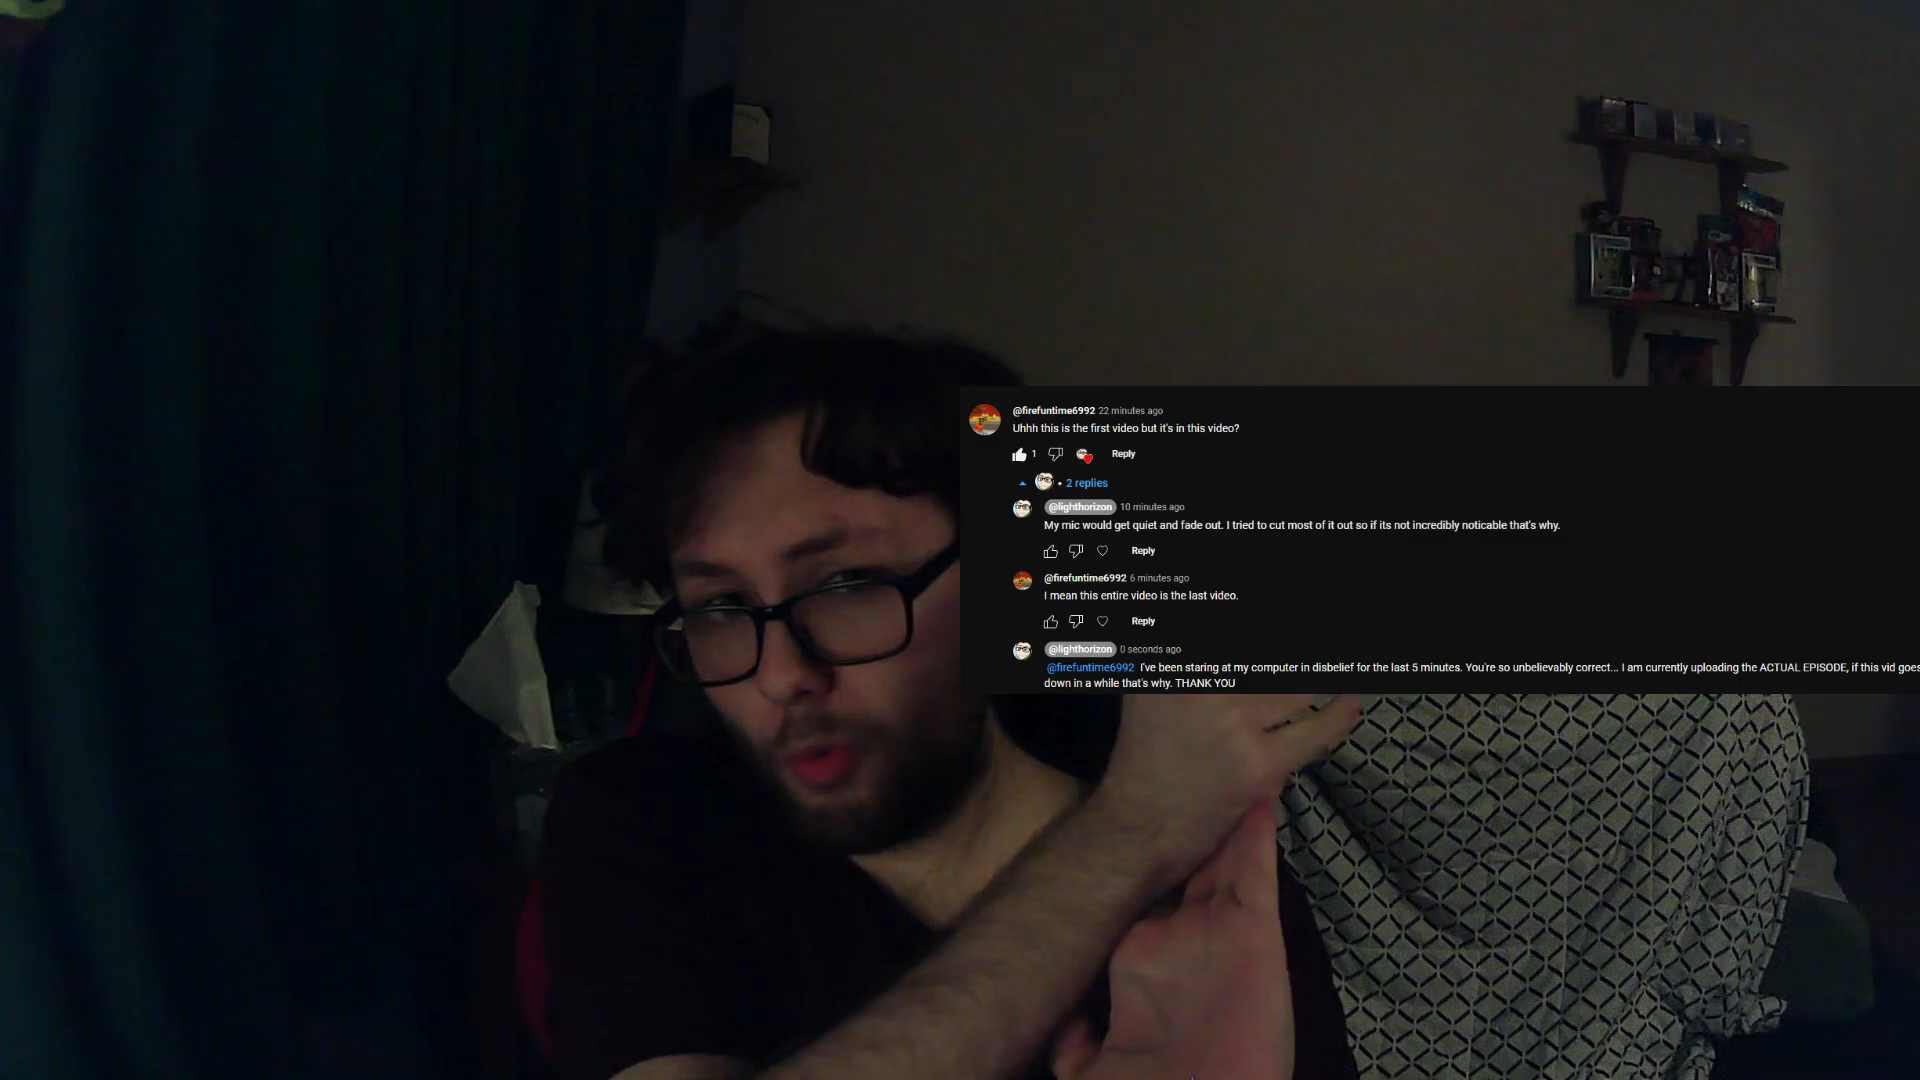 @firefuntime6992 22 minutes ago
Uhhh this is the first video but it's in this video?
1 Reply
2 replies
@lighthorizon 10 minutes ago
My mic would get quiet and fade out. I tried to cut most of it out so if its not incredibly noticable that's why.
Reply
@firefuntime6992 6 minutes ago
I mean this entire video is the last video.
Reply
@lighthorizon 0 seconds ago
@firefuntime6992 I've been staring at my computer in disbelief for the last 5 minutes. You're so unbelievably correct... I am currently uploading the ACTUAL EPISODE, if this vid goes
down in a while that's why. THANK YOU